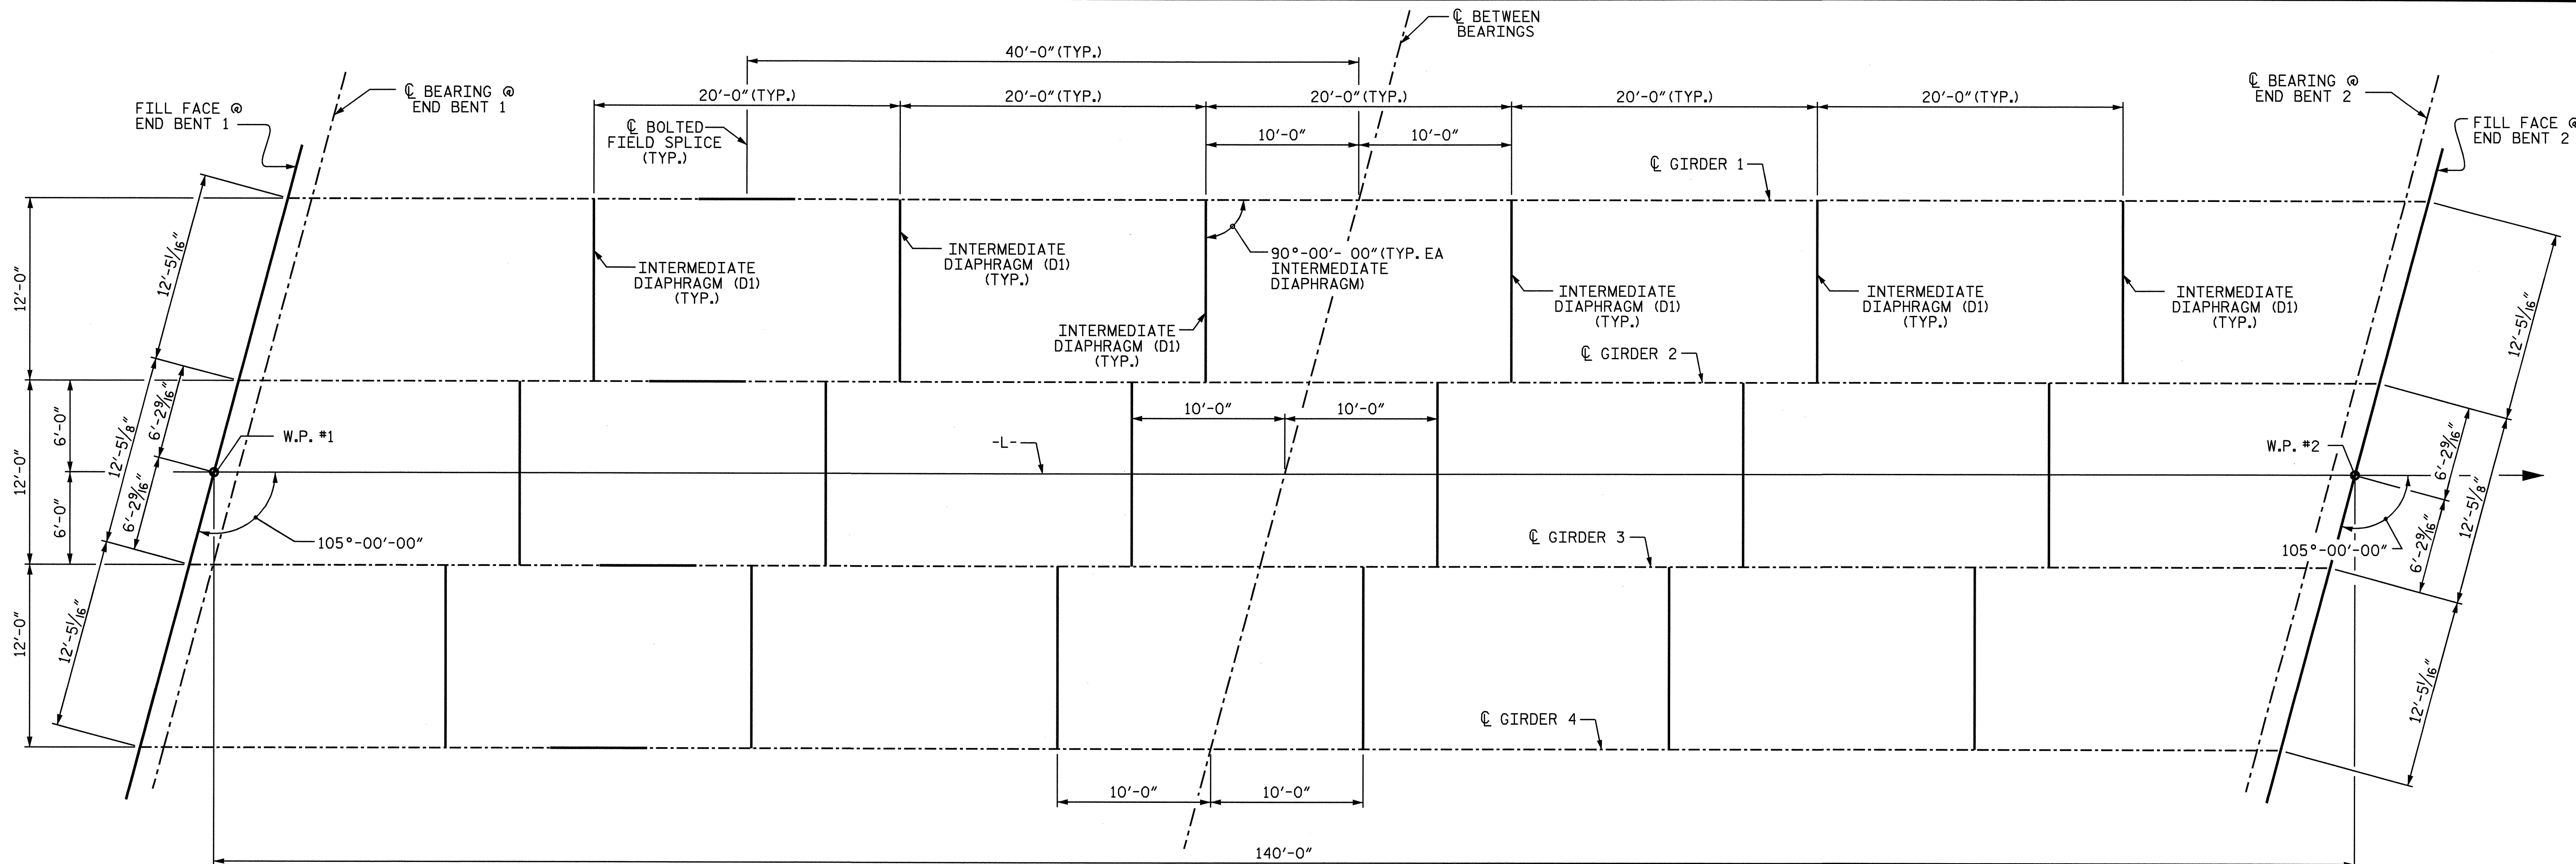 ℄ BETWEEN
BEARINGS
40'-0" (TYP.)
℄ BEARING @
END BENT 1
℄ BEARING @
END BENT 2
FILL FACE @
END BENT 1
20'-0" (TYP.)
20'-0" (TYP.)
20'-0" (TYP.)
20'-0" (TYP.)
20'-0" (TYP.)
FILL FACE @
END BENT 2
℄ BOLTED
FIELD SPLICE
(TYP.)
10'-0"
10'-0"
℄ GIRDER 1
12'-5 1/16"
12'-0"
INTERMEDIATE
DIAPHRAGM (D1)
(TYP.)
INTERMEDIATE
DIAPHRAGM (D1)
(TYP.)
90°-00'-00" (TYP. EA
INTERMEDIATE
DIAPHRAGM)
INTERMEDIATE
DIAPHRAGM (D1)
(TYP.)
INTERMEDIATE
DIAPHRAGM (D1)
(TYP.)
INTERMEDIATE
DIAPHRAGM (D1)
(TYP.)
INTERMEDIATE
DIAPHRAGM (D1)
(TYP.)
12'-5 1/16"
℄ GIRDER 2
6'-0"
6'-2 9/16"
12'-5 1/8"
W.P. #1
10'-0"
10'-0"
-L-
W.P. #2
6'-2 9/16"
12'-0"
6'-0"
6'-2 9/16"
105°-00'-00"
℄ GIRDER 3
105°-00'-00"
6'-2 9/16"
12'-5 1/8"
12'-0"
12'-5 1/16"
℄ GIRDER 4
12'-5 1/16"
10'-0"
10'-0"
140'-0"